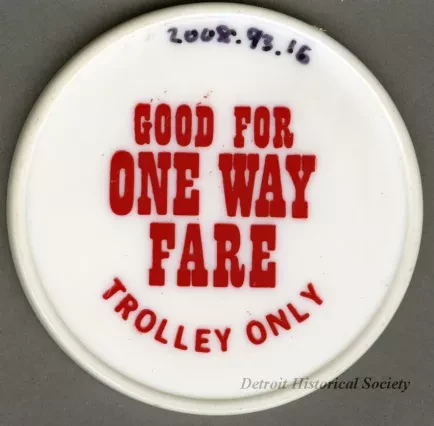 2008.93.16
GOOD FOR
ONE WAY
FARE
TROLLEY ONLY
Detroit Historical Society